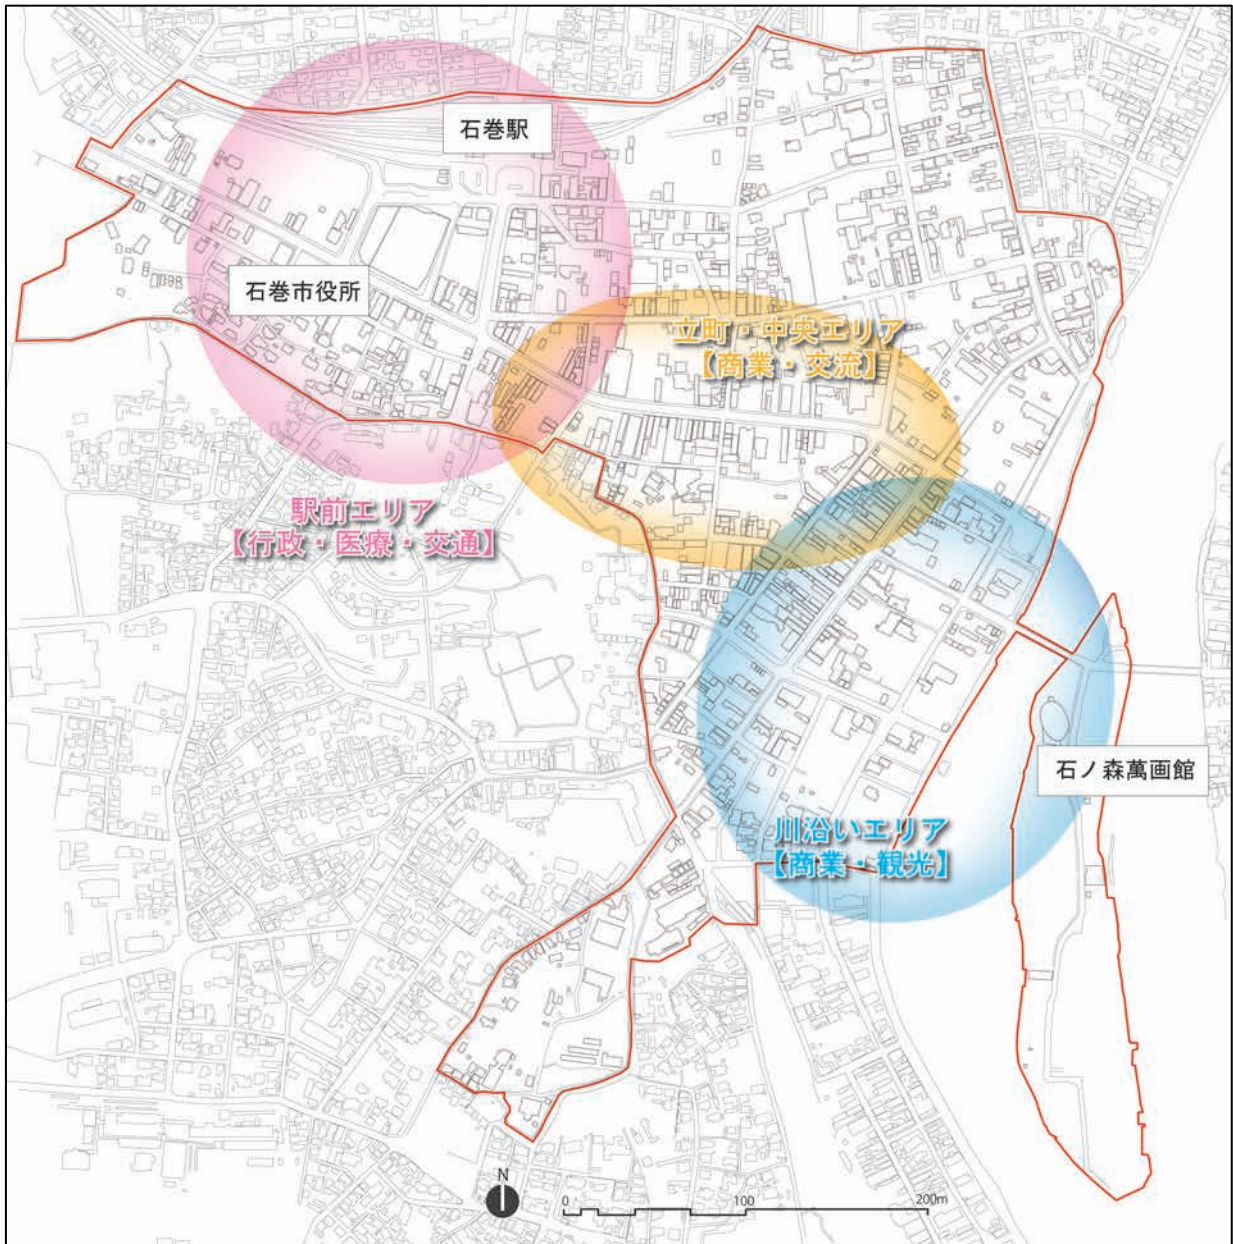 石巻駅
石巻市役所
立町・中央エリア
【商業・交流】
駅前エリア
【行政・医療・交通】
石ノ森萬画館
川沿いエリア
【商業・観光】
N
0 100 200m